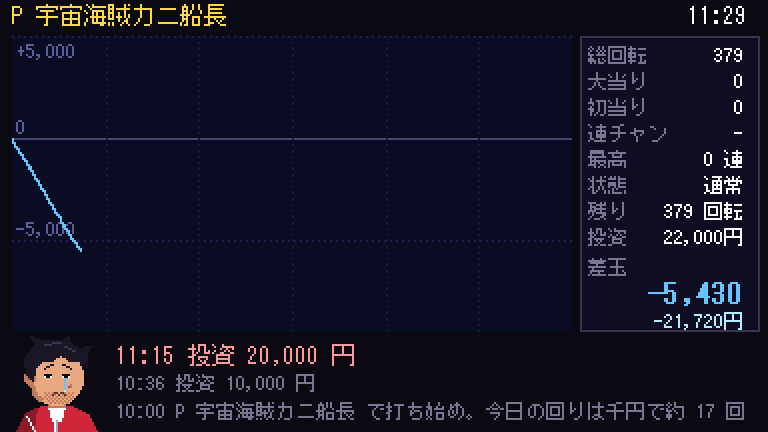 P 宇宙海賊カニ船長 11:29
+5,000
0
-5,000
総回転 379
大当り 0
初当り 0
連チャン -
最高 0 連
状態 通常
残り 379 回転
投資 22,000円
差玉
-5,430
-21,720円
11:15 投資 20,000 円
10:36 投資 10,000 円
10:00 P 宇宙海賊カニ船長 で打ち始め。今日の回りは千円で約 17 回